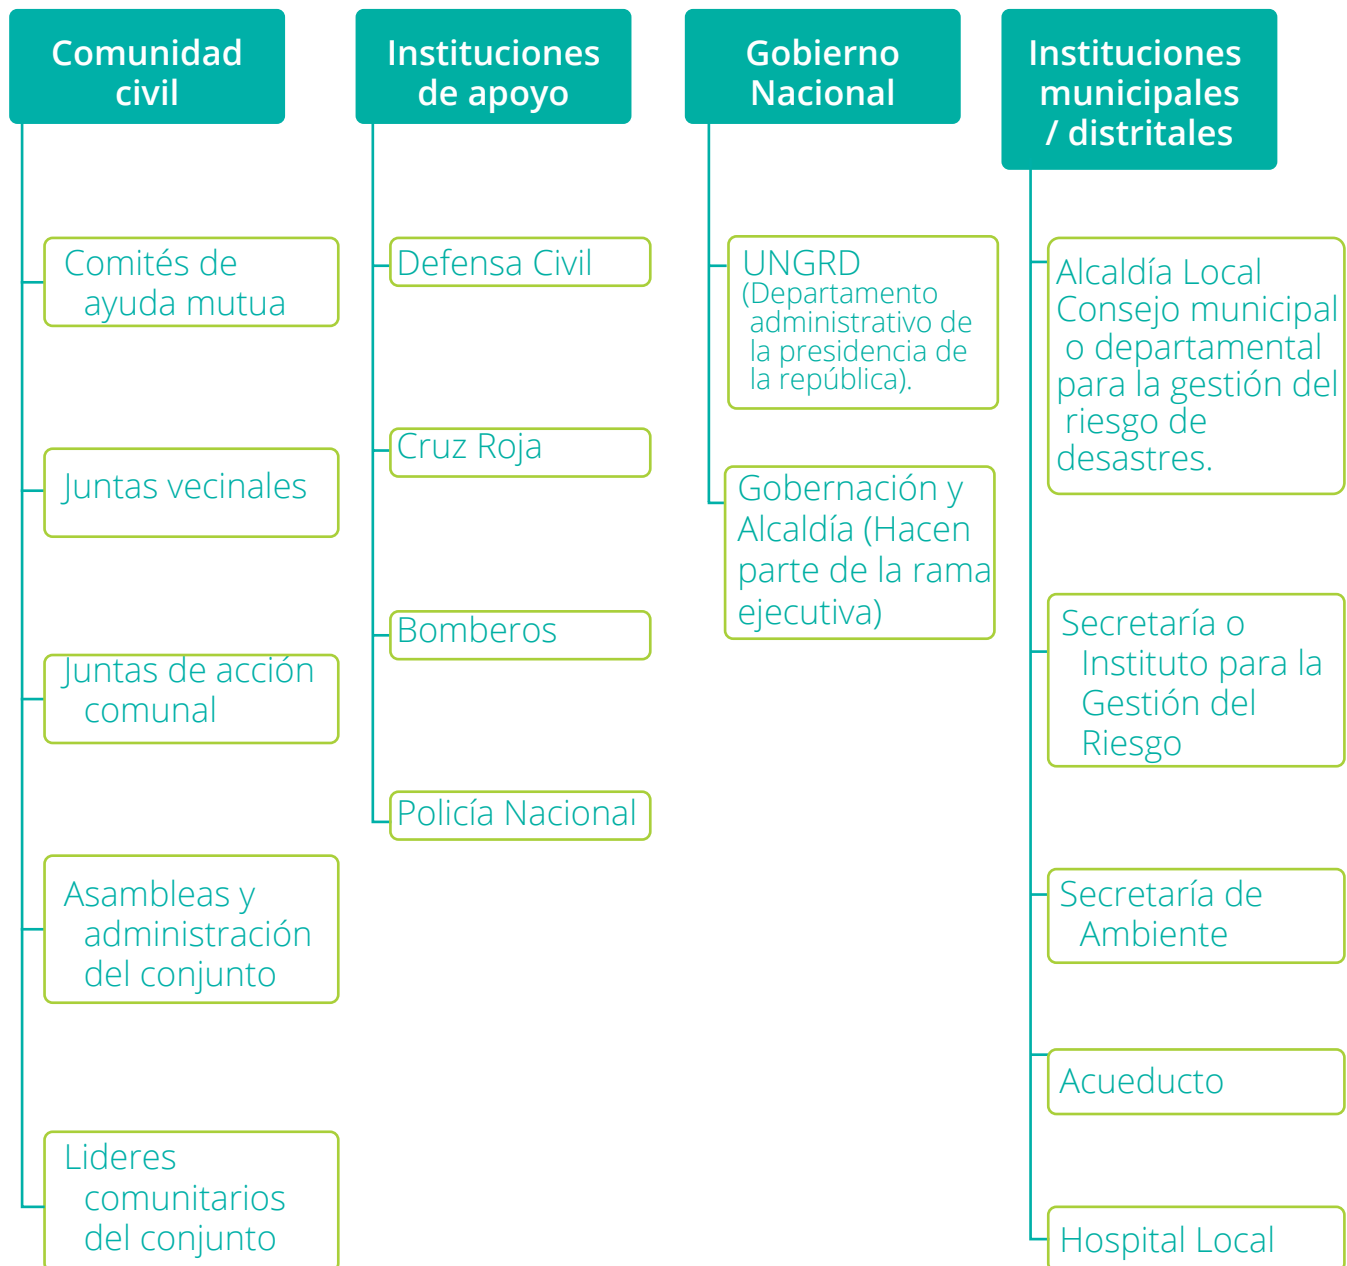 Comunidad
civil
Comités de
ayuda mutua
Juntas vecinales
Juntas de acción
comunal
Asambleas y
administración
del conjunto
Lideres
comunitarios
del conjunto
Instituciones
de apoyo
Defensa Civil
Cruz Roja
Bomberos
Policía Nacional
Gobierno
Nacional
UNGRD
(Departamento
administrativo de
la presidencia de
la república).
Gobernación y
Alcaldía (Hacen
parte de la rama
ejecutiva)
Instituciones
municipales
/ distritales
Alcaldía Local
Consejo municipal
o departamental
para la gestión del
riesgo de
desastres.
Secretaría o
Instituto para la
Gestión del
Riesgo
Secretaría de
Ambiente
Acueducto
Hospital Local